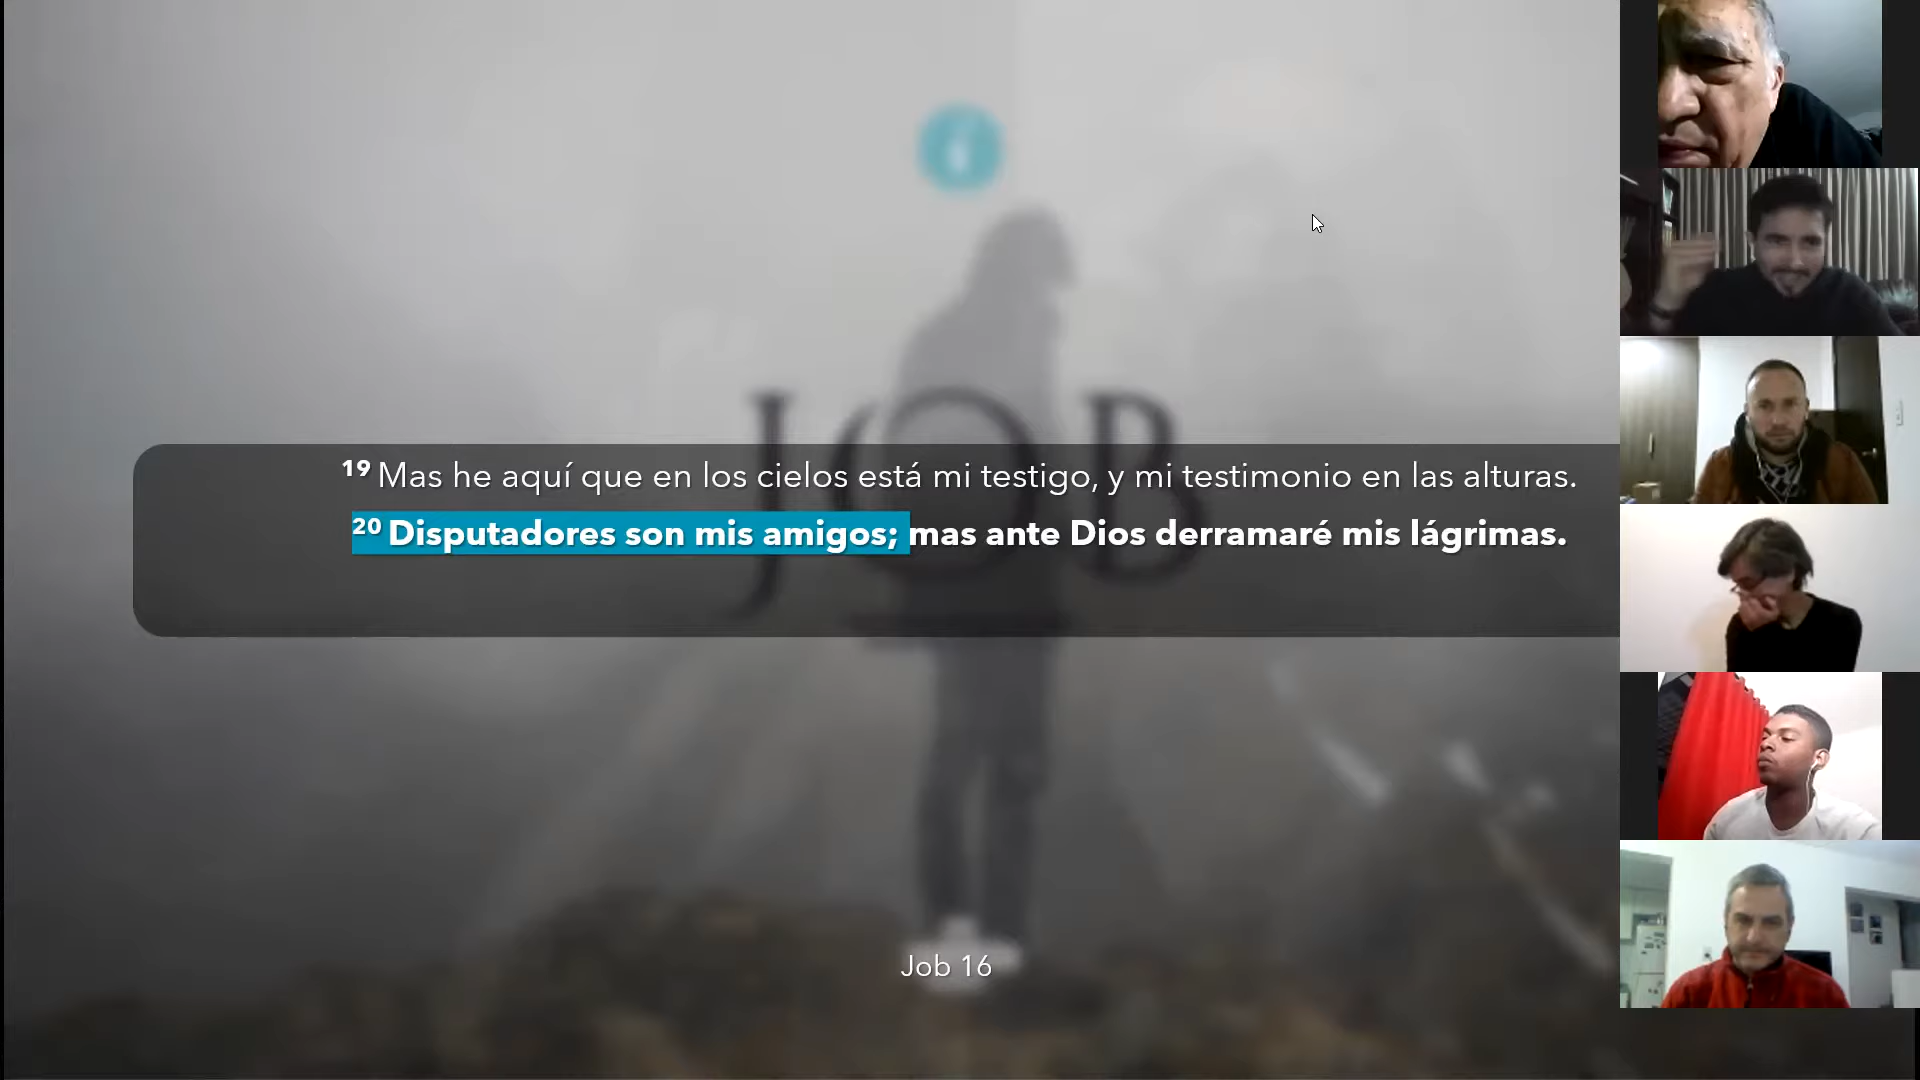 JOB
19 Mas he aquí que en los cielos está mi testigo, y mi testimonio en las alturas.
20 Disputadores son mis amigos; mas ante Dios derramaré mis lágrimas.
Job 16